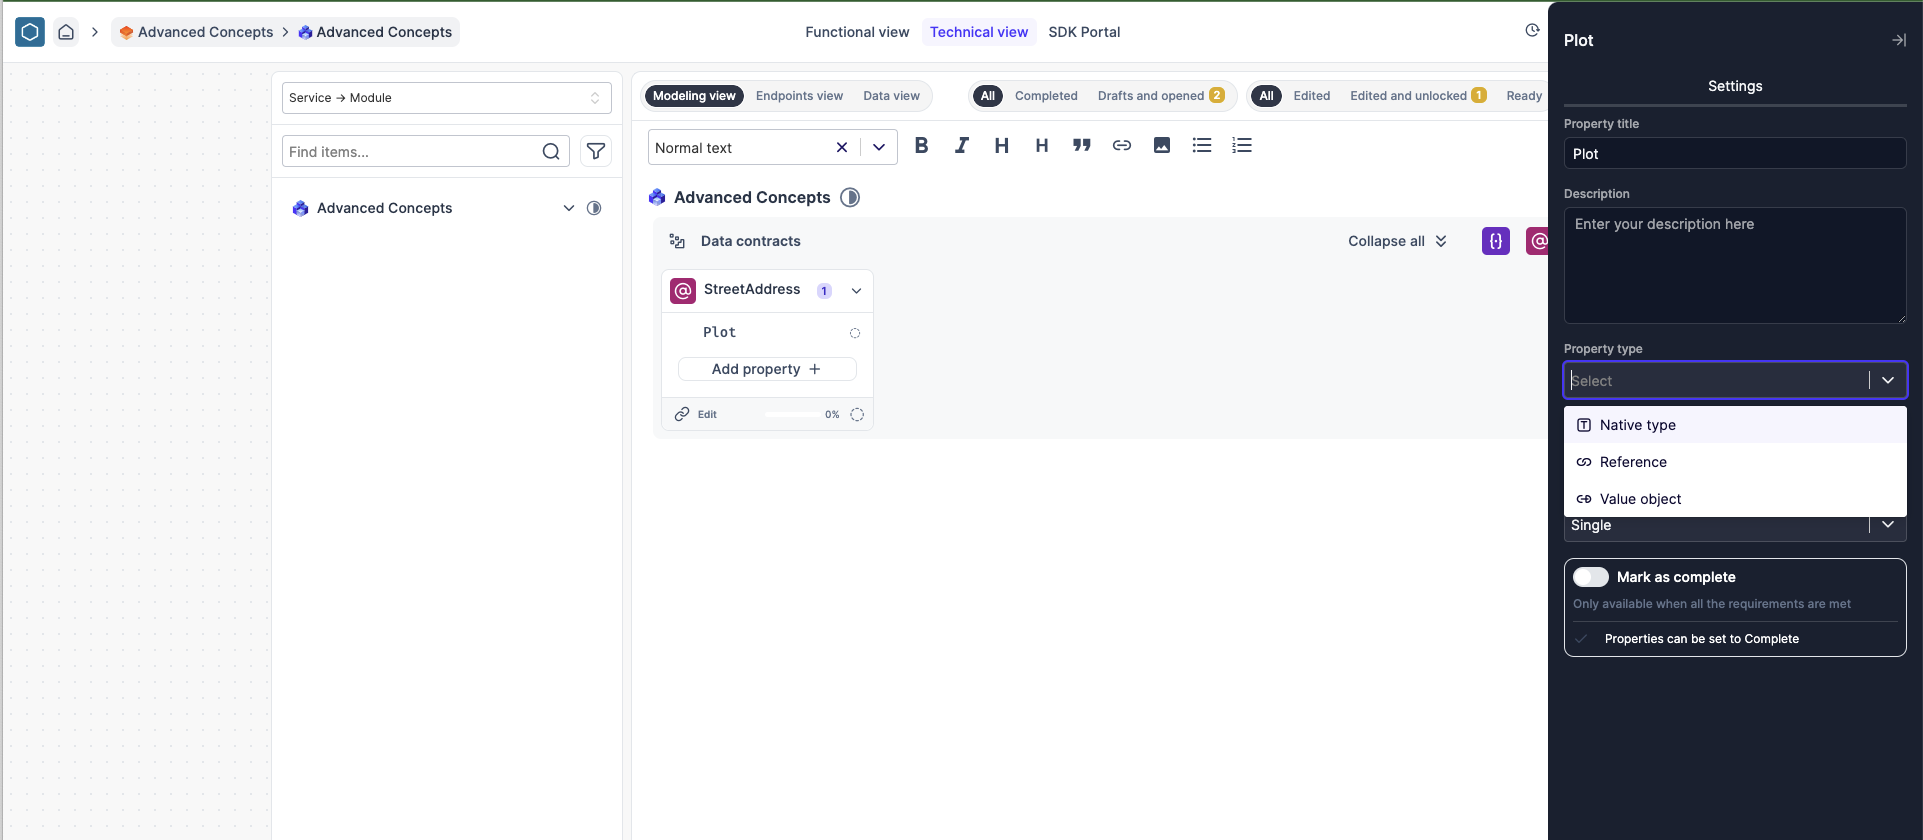 Advanced Concepts > Advanced Concepts
Functional view
Technical view
SDK Portal
Service → Module
Find items...
Advanced Concepts
Modeling view
Endpoints view
Data view
All
Completed
Drafts and opened 2
All
Edited
Edited and unlocked 1
Ready
Normal text
B I H H
Advanced Concepts
Data contracts
Collapse all
StreetAddress 1
Plot
Add property +
Edit
0%
Plot
Settings
Property title
Plot
Description
Enter your description here
Property type
Select
Native type
Reference
Value object
Single
Mark as complete
Only available when all the requirements are met
Properties can be set to Complete